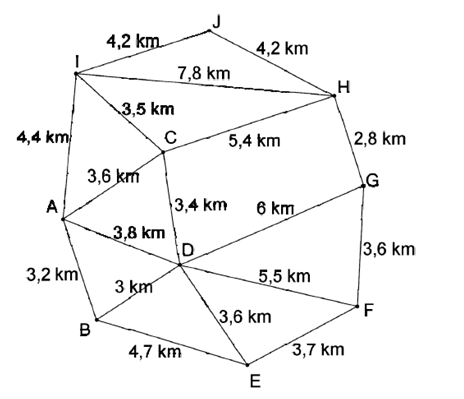 J
4,2 km
4,2 km
I
7,8 km
H
3,5 km
4,4 km
C
5,4 km
2,8 km
3,6 km
G
A
3,4 km
6 km
3,8 km
D
3,6 km
3,2 km
3 km
5,5 km
F
B
3,6 km
4,7 km
3,7 km
E